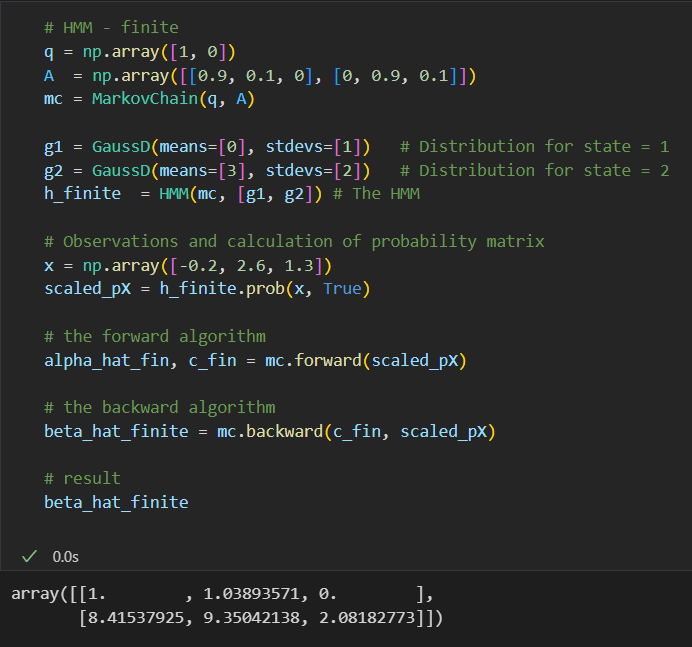 # HMM - finite
q = np.array([1, 0])
A  = np.array([[0.9, 0.1, 0], [0, 0.9, 0.1]])
mc = MarkovChain(q, A)
g1 = GaussD(means=[0], stdevs=[1])   # Distribution for state = 1
g2 = GaussD(means=[3], stdevs=[2])   # Distribution for state = 2
h_finite  = HMM(mc, [g1, g2]) # The HMM
# Observations and calculation of probability matrix
x = np.array([-0.2, 2.6, 1.3])
scaled_pX = h_finite.prob(x, True)
# the forward algorithm
alpha_hat_fin, c_fin = mc.forward(scaled_pX)
# the backward algorithm
beta_hat_finite = mc.backward(c_fin, scaled_pX)
# result
beta_hat_finite
✓ 0.0s
array([[1.        , 1.03893571, 0.        ],
       [8.41537925, 9.35042138, 2.08182773]])